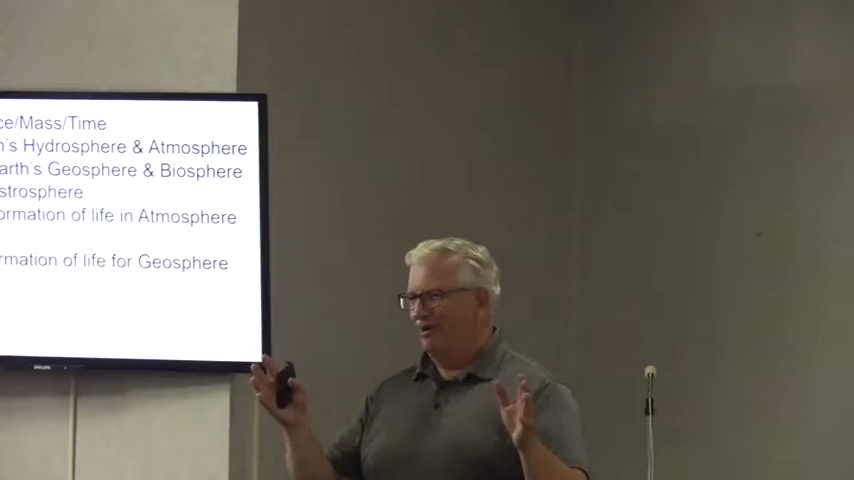 ce/Mass/Time
n's Hydrosphere & Atmosphere
arth's Geosphere & Biosphere
strosphere
ormation of life in Atmosphere
rmation of life for Geosphere
PHILIPS